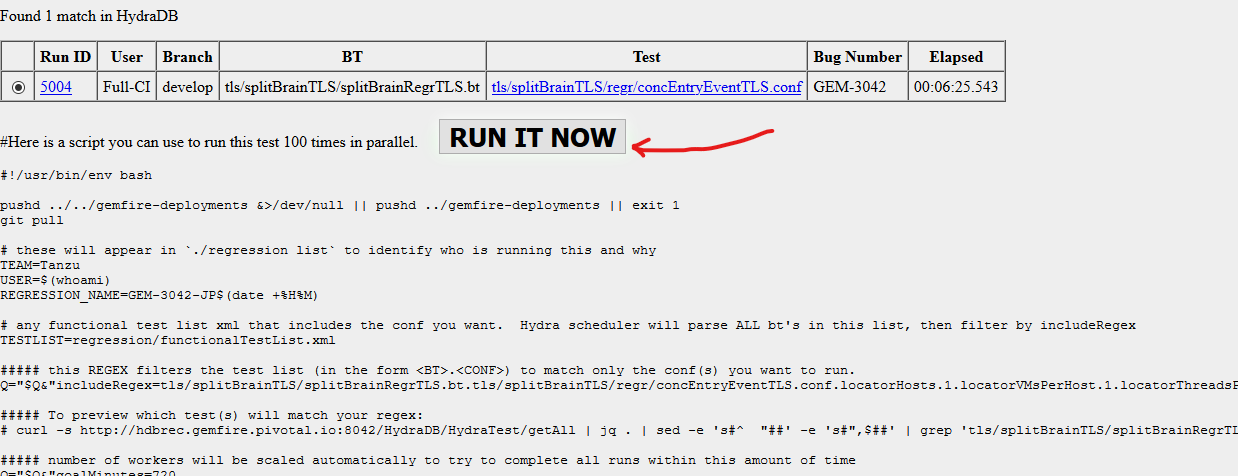 Found 1 match in HydraDB
Run ID User Branch BT Test Bug Number Elapsed
5004 Full-CI develop tls/splitBrainTLS/splitBrainRegrTLS.bt tls/splitBrainTLS/regr/concEntryEventTLS.conf GEM-3042 00:06:25.543
#Here is a script you can use to run this test 100 times in parallel. RUN IT NOW
#!/usr/bin/env bash
pushd ../../gemfire-deployments &>/dev/null || pushd ../gemfire-deployments || exit 1
git pull
# these will appear in `./regression list` to identify who is running this and why
TEAM=Tanzu
USER=$(whoami)
REGRESSION_NAME=GEM-3042-JP$(date +%H%M)
# any functional test list xml that includes the conf you want.  Hydra scheduler will parse ALL bt's in this list, then filter by includeRegex
TESTLIST=regression/functionalTestList.xml
##### this REGEX filters the test list (in the form <BT>.<CONF>) to match only the conf(s) you want to run.
Q="$Q&"includeRegex=tls/splitBrainTLS/splitBrainRegrTLS.bt.tls/splitBrainTLS/regr/concEntryEventTLS.conf.locatorHosts.1.locatorVMsPerHost.1.locatorThreadsP
##### To preview which test(s) will match your regex:
# curl -s http://hdbrec.gemfire.pivotal.io:8042/HydraDB/HydraTest/getAll | jq . | sed -e 's#^  "##' -e 's#",$##' | grep 'tls/splitBrainTLS/splitBrainRegrTL
##### number of workers will be scaled automatically to try to complete all runs within this amount of time
Q="$Q&"goalMinutes=720